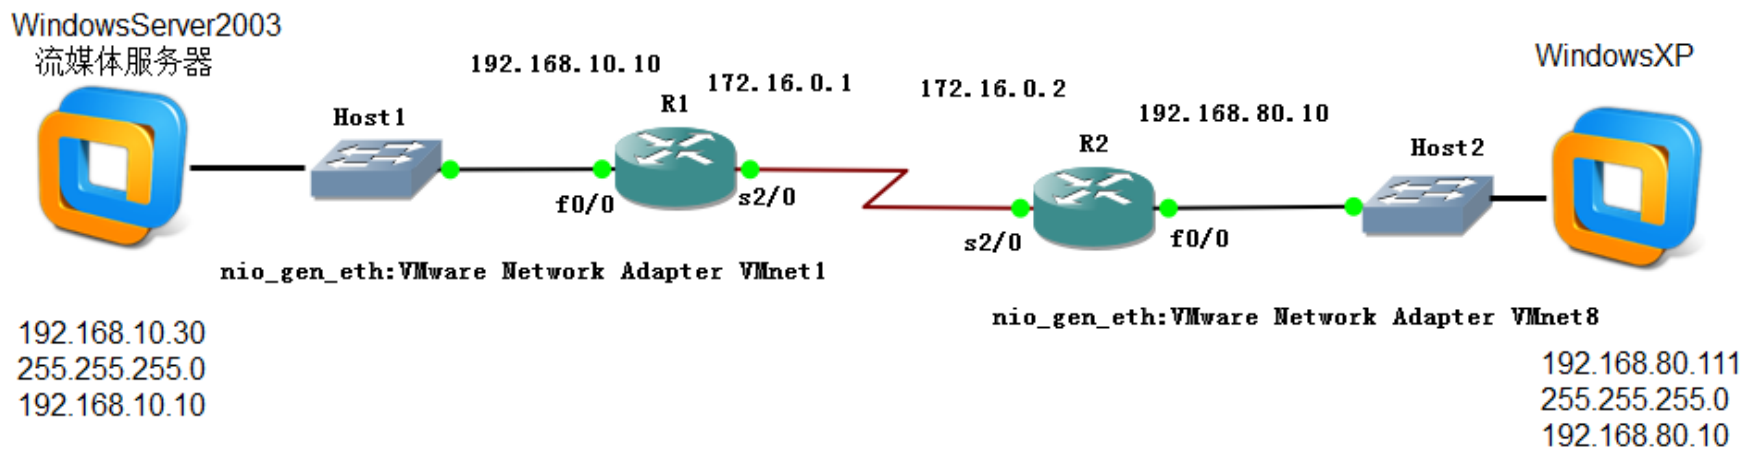 WindowsServer2003
流媒体服务器
192.168.10.10
172.16.0.1
172.16.0.2
192.168.80.10
WindowsXP
Host1
R1
R2
Host2
f0/0
s2/0
s2/0
f0/0
nio_gen_eth:VMware Network Adapter VMnet1
nio_gen_eth:VMware Network Adapter VMnet8
192.168.10.30
255.255.255.0
192.168.10.10
192.168.80.111
255.255.255.0
192.168.80.10